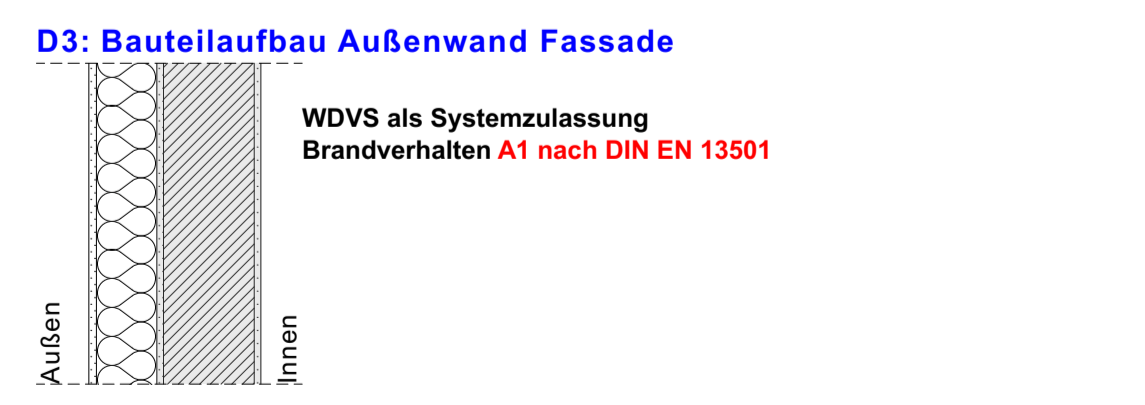 D3: Bauteilaufbau Außenwand Fassade
WDVS als Systemzulassung
Brandverhalten A1 nach DIN EN 13501
Außen
Innen